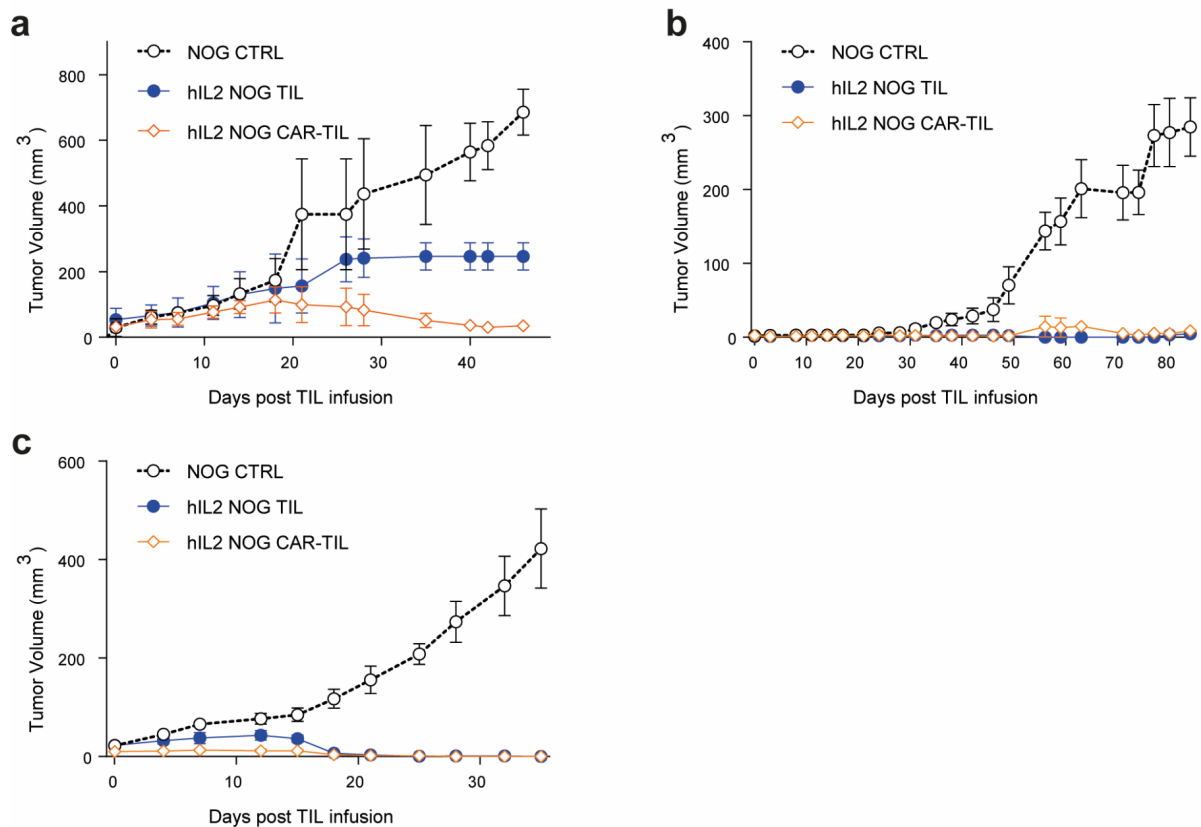 a
NOG CTRL
hIL2 NOG TIL
hIL2 NOG CAR-TIL
Tumor Volume (mm³)
800
600
400
200
0
0 10 20 30 40
Days post TIL infusion
b
NOG CTRL
hIL2 NOG TIL
hIL2 NOG CAR-TIL
Tumor Volume (mm³)
400
300
200
100
0
0 10 20 30 40 50 60 70 80
Days post TIL infusion
c
NOG CTRL
hIL2 NOG TIL
hIL2 NOG CAR-TIL
Tumor Volume (mm³)
600
400
200
0
0 10 20 30
Days post TIL infusion